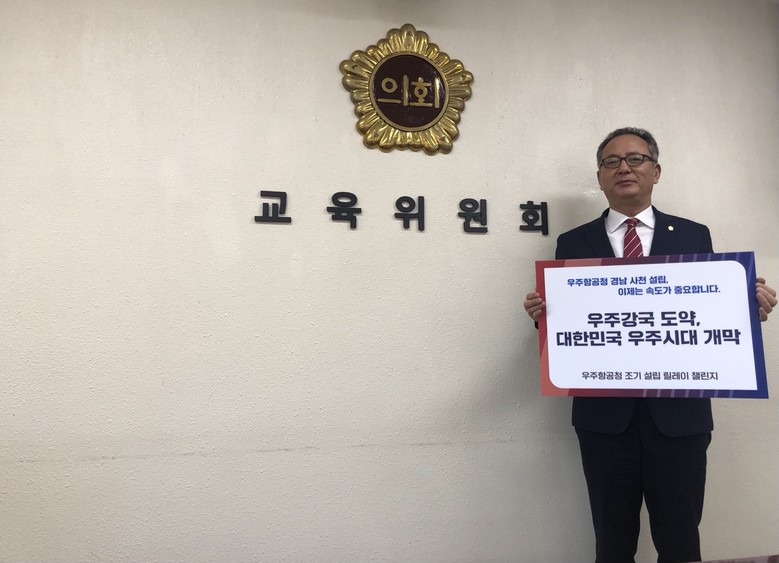 의회
교육위원회
우주항공청 경남 사천 설립,
이제는 속도가 중요합니다.
우주강국 도약,
대한민국 우주시대 개막
우주항공청 조기 설립 릴레이 챌린지